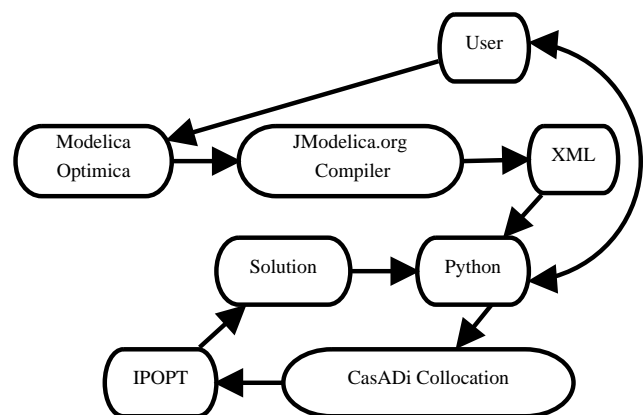 User
Modelica
Optimica
JModelica.org
Compiler
XML
Solution
Python
IPOPT
CasADi Collocation